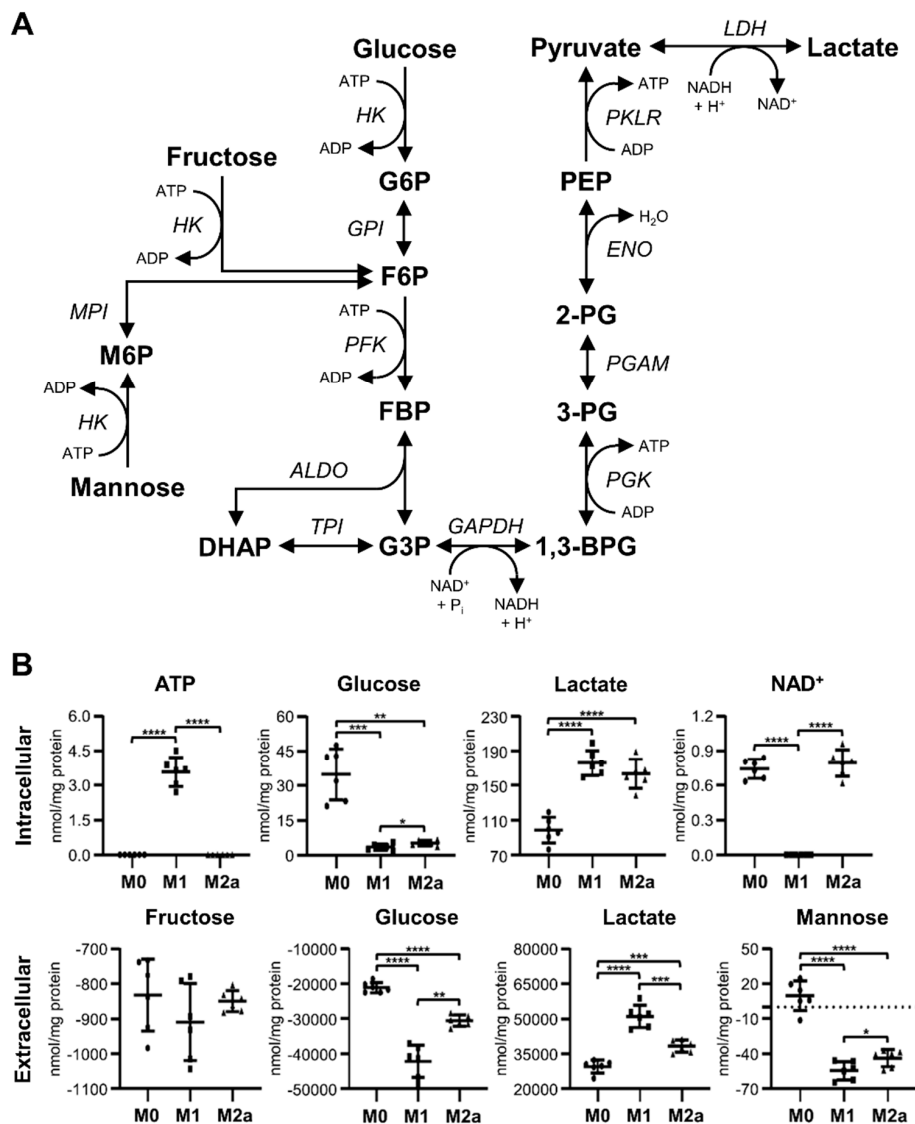 A
Glucose
Pyruvate
LDH
Lactate
ATP
HK
ADP
NADH
+ H⁺
NAD⁺
ATP
PKLR
ADP
Fructose
G6P
PEP
ATP
HK
ADP
GPI
H₂O
ENO
F6P
MPI
ATP
PFK
ADP
2-PG
M6P
PGAM
ADP
HK
ATP
FBP
3-PG
Mannose
ALDO
ATP
PGK
ADP
DHAP
TPI
G3P
GAPDH
1,3-BPG
NAD⁺
+ Pᵢ
NADH
+ H⁺
B
Intracellular
ATP
nmol/mg protein
6.0
4.5
3.0
1.5
0.0
****
****
M0 M1 M2a
Glucose
nmol/mg protein
60
45
30
15
0
**
***
*
M0 M1 M2a
Lactate
nmol/mg protein
230
190
150
110
70
****
****
M0 M1 M2a
NAD⁺
nmol/mg protein
1.2
0.9
0.6
0.3
0.0
****
****
M0 M1 M2a
Extracellular
Fructose
nmol/mg protein
-700
-800
-900
-1000
-1100
M0 M1 M2a
Glucose
nmol/mg protein
-10000
-20000
-30000
-40000
-50000
****
****
**
M0 M1 M2a
Lactate
nmol/mg protein
80000
65000
50000
35000
20000
***
****
***
M0 M1 M2a
Mannose
nmol/mg protein
50
20
-10
-40
-70
****
****
*
M0 M1 M2a